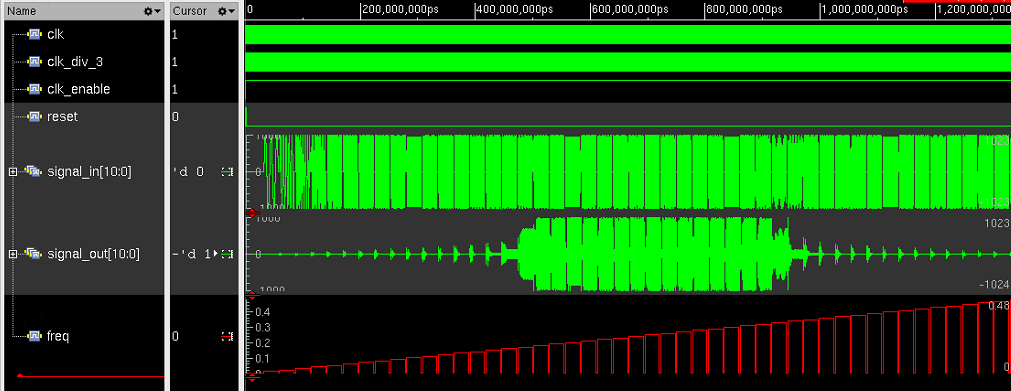 Name Cursor 0 200,000,000ps 400,000,000ps 600,000,000ps 800,000,000ps 1,000,000,000ps 1,200,000,000
clk 1
clk_div_3 1
clk_enable 1
reset 0
1000 1023
signal_in[10:0] 'd 0 0
-1000 -1023
1000 1023
signal_out[10:0] -'d 1 0
-1000 -1024
0.4 0.48
0.3
freq 0 0.2
0.1
0 0